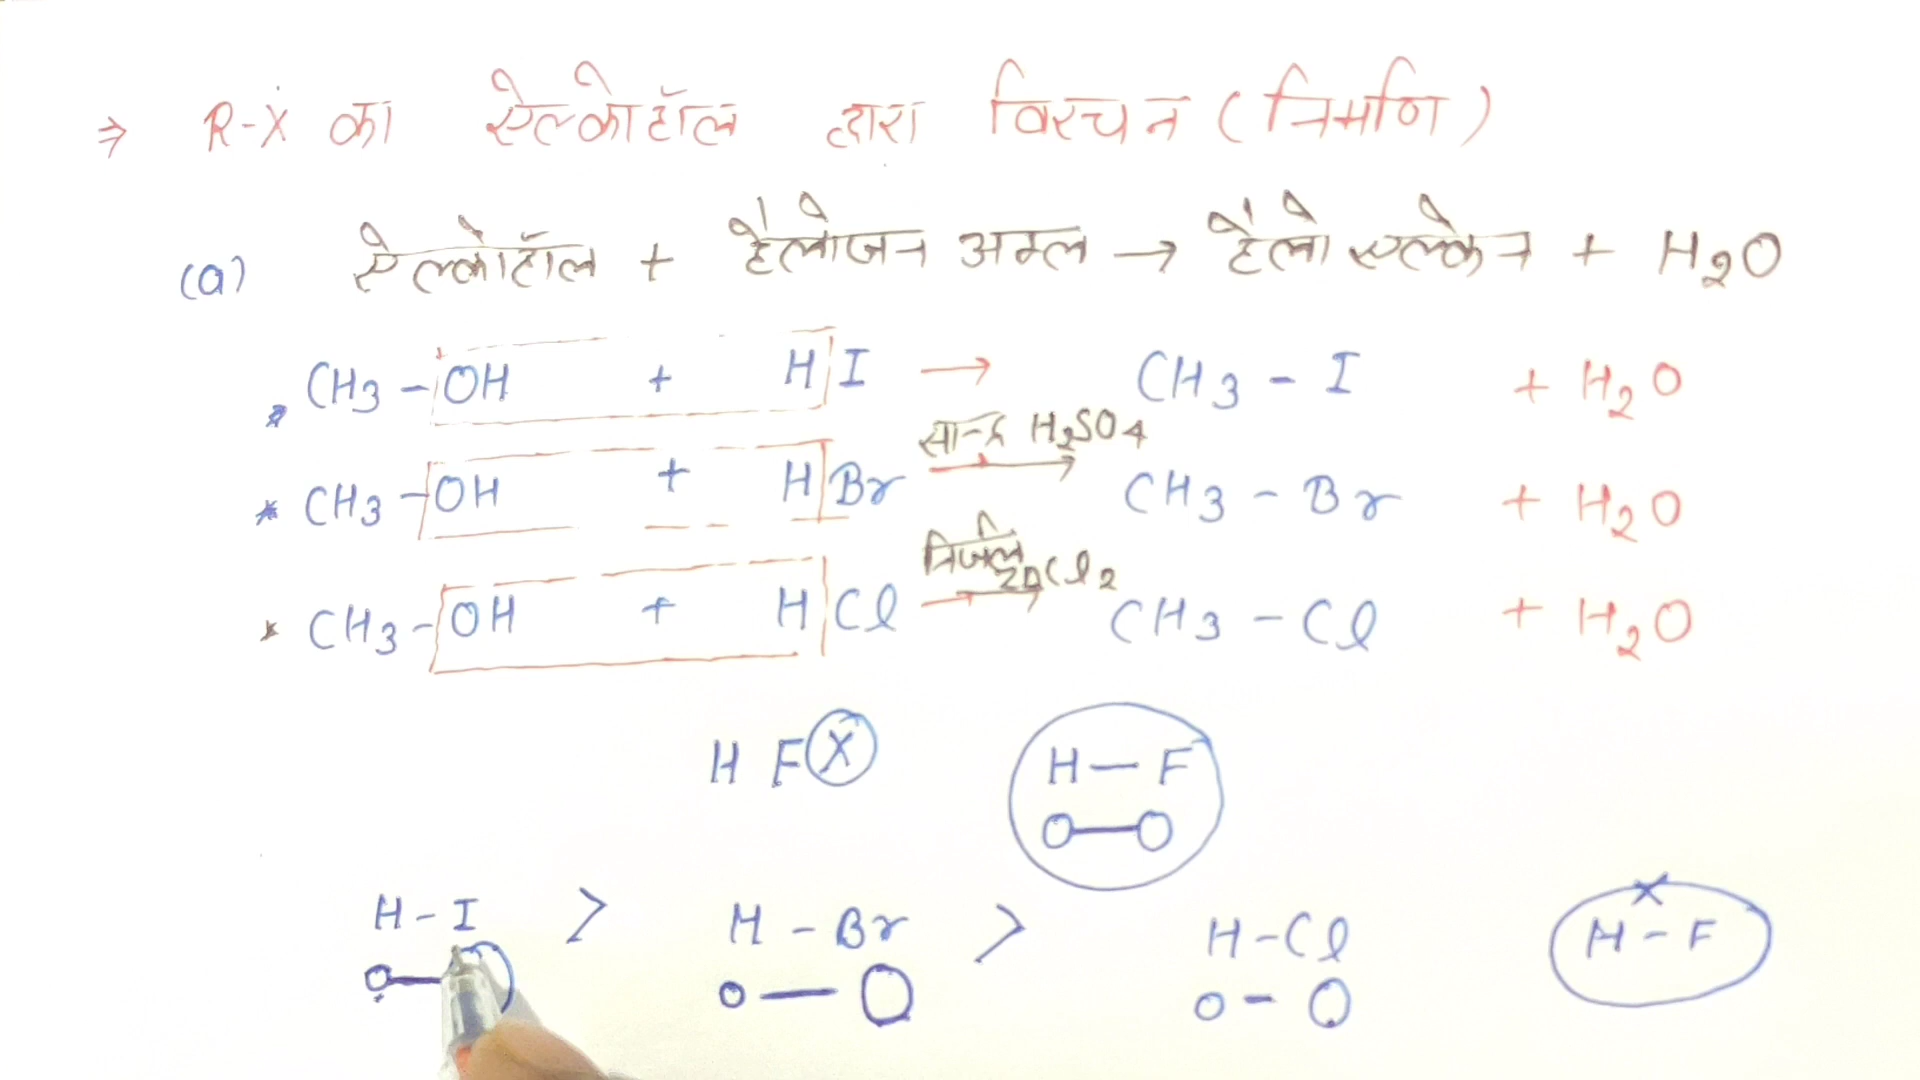 ⇒ R-X का ऐल्कोहॉल द्वारा विरचन (निर्माण)
(a) ऐल्कोहॉल + हैलोजन अम्ल → हैलो एल्केन + H2O
* CH3 - OH + HI → CH3 - I + H2O
सान्द्र H2SO4
* CH3 - OH + HBr → CH3 - Br + H2O
निर्जल ZnCl2
* CH3 - OH + HCl → CH3 - Cl + H2O
HF X H - F
H - I > H - Br > H - Cl H - F X